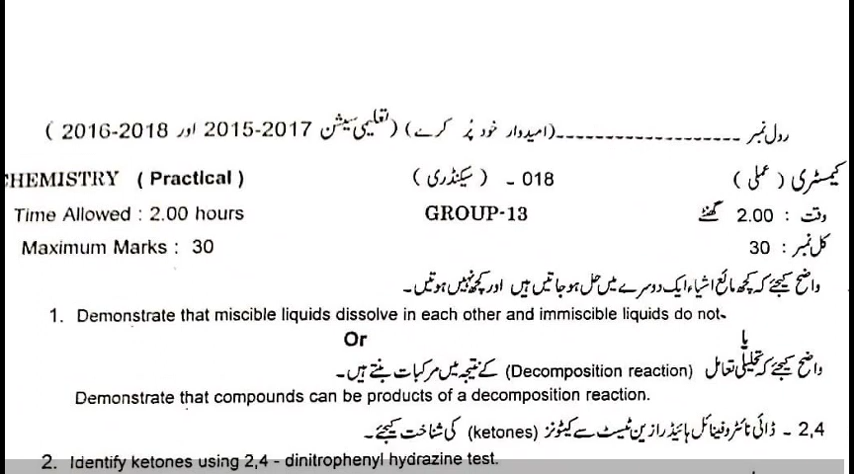 رول نمبر ـ ـ ـ ـ ـ ـ ـ ـ ـ ـ ـ ـ ـ ـ ـ ـ ـ ـ ـ ـ (امیدوار خود پُر کرے) (تعلیمی سیشن 2017-2015 اور 2018-2016 )
CHEMISTRY ( Practical ) 018 - ( سیکنڈری ) کیمسٹری ( عملی )
Time Allowed : 2.00 hours GROUP-13 وقت : 2.00 گھنٹے
Maximum Marks : 30 کل نمبر : 30
واضح کیجئے کہ کچھ مائع اشیاء ایک دوسرے میں حل ہو جاتیں ہیں اور کچھ نہیں ہوتیں۔
1. Demonstrate that miscible liquids dissolve in each other and immiscible liquids do not-
Or یا
واضح کیجئے کہ تحلیلی تعامل (Decomposition reaction) کے نتیجہ میں مرکبات بنتے ہیں۔
Demonstrate that compounds can be products of a decomposition reaction.
2,4 - ڈائی نائٹرو فینائل ہائیڈرازین ٹیسٹ سے کیٹونز (ketones) کی شناخت کیجئے۔
2. Identify ketones using 2,4 - dinitrophenyl hydrazine test.